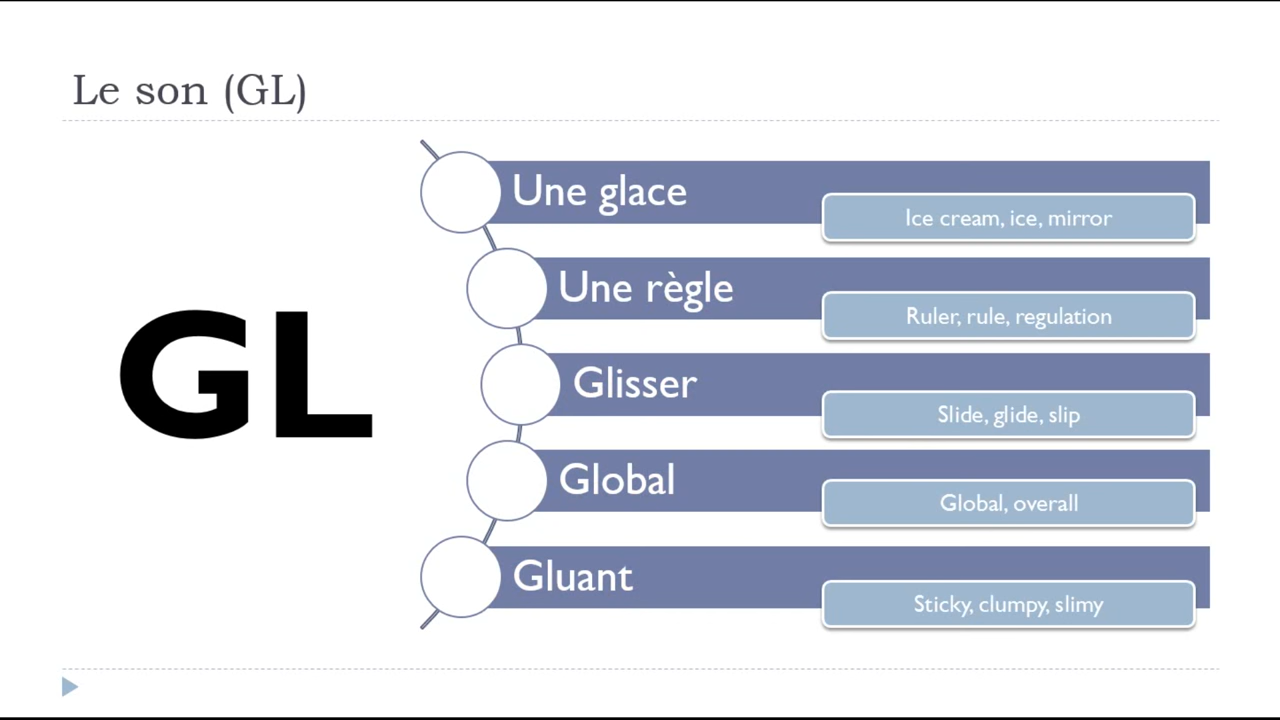 Le son (GL)
GL
Une glace
Ice cream, ice, mirror
Une règle
Ruler, rule, regulation
Glisser
Slide, glide, slip
Global
Global, overall
Gluant
Sticky, clumpy, slimy